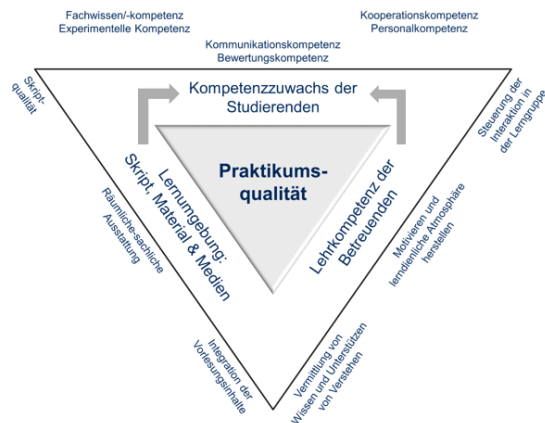 Fachwissen/-kompetenz
Experimentelle Kompetenz
Kooperationskompetenz
Personalkompetenz
Kommunikationskompetenz
Bewertungskompetenz
Kompetenzzuwachs der
Studierenden
Skript-
qualität
Räumliche-sachliche
Ausstattung
Integration der
Vorlesungsinhalte
Lernumgebung:
Skript, Material & Medien
Praktikums-
qualität
Lehrkompetenz der
Betreuenden
Steuerung der
Interaktion in
der Lerngruppe
Motivieren und
lerndienliche Atmosphäre
herstellen
Vermittlung von
Wissen und Unterstützen
von Verstehen